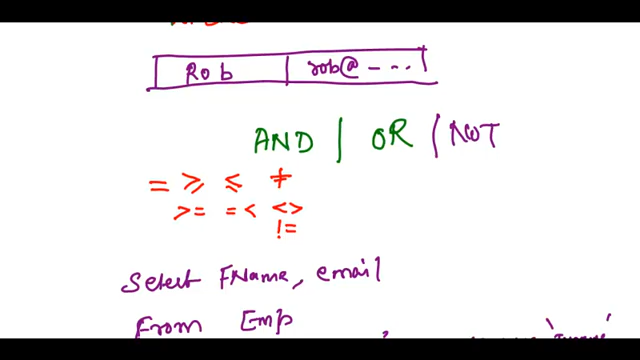 Rob rob@ - ...
AND | OR | NOT
= ≥ ≤ ≠
>= =< <>
!=
Select FName, email
From Emp